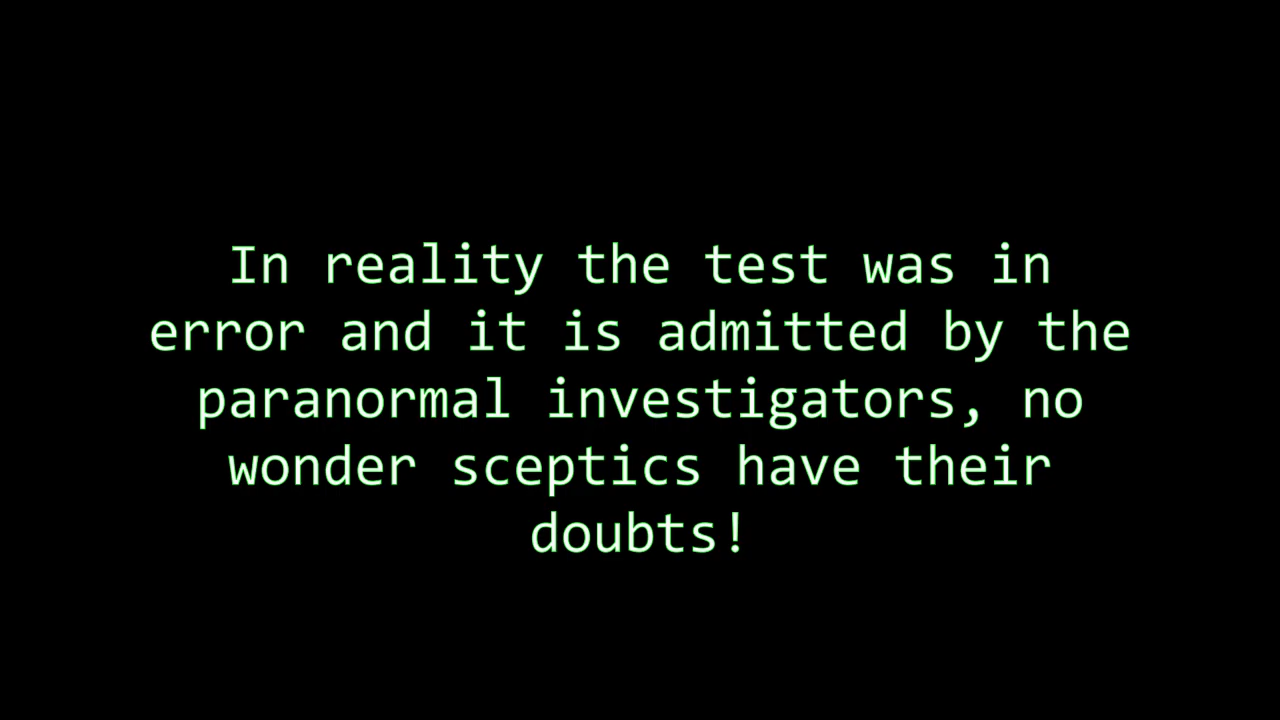 In reality the test was in
error and it is admitted by the
paranormal investigators, no
wonder sceptics have their
doubts!